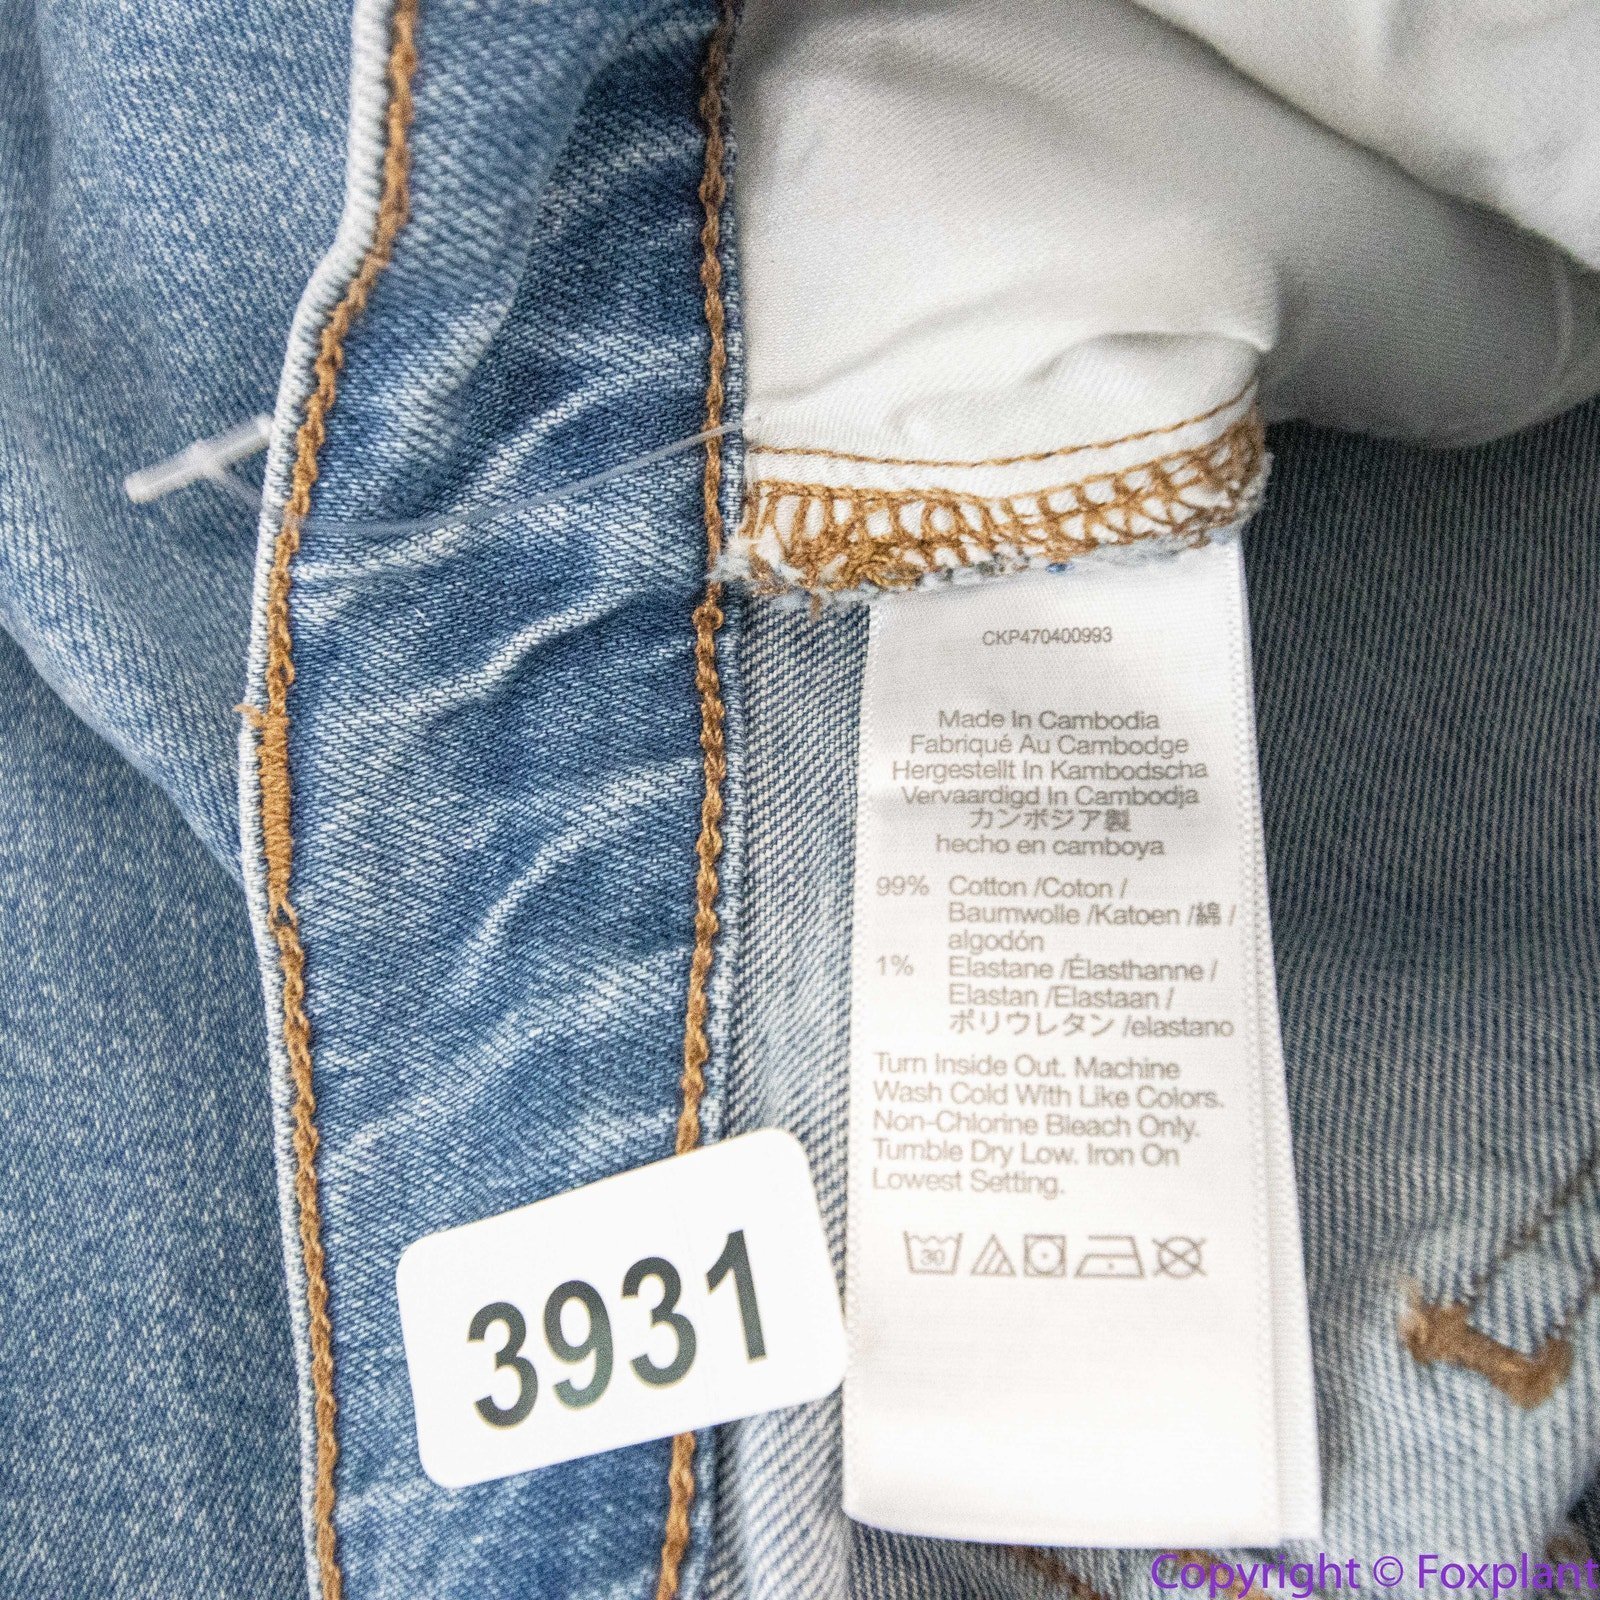 CKP470400993
Made In Cambodia
Fabriqué Au Cambodge
Hergestellt In Kambodscha
Vervaardigd In Cambodja
カンボジア製
hecho en camboya
99% Cotton /Coton /
Baumwolle /Katoen /綿 /
algodón
1% Elastane /Élasthanne /
Elastan /Elastaan /
ポリウレタン /elastano
Turn Inside Out. Machine
Wash Cold With Like Colors.
Non-Chlorine Bleach Only.
Tumble Dry Low. Iron On
Lowest Setting.
30
3931
Copyright © Foxplant